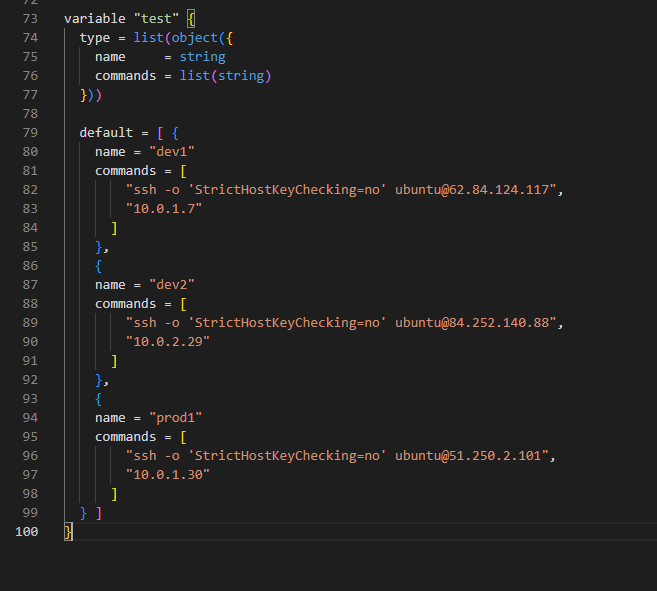 72
73 variable "test" {
74   type = list(object({
75     name     = string
76     commands = list(string)
77   }))
78
79   default = [ {
80     name = "dev1"
81     commands = [
82         "ssh -o 'StrictHostKeyChecking=no' ubuntu@62.84.124.117",
83         "10.0.1.7"
84       ]
85     },
86     {
87     name = "dev2"
88     commands = [
89         "ssh -o 'StrictHostKeyChecking=no' ubuntu@84.252.140.88",
90         "10.0.2.29"
91       ]
92     },
93     {
94     name = "prod1"
95     commands = [
96         "ssh -o 'StrictHostKeyChecking=no' ubuntu@51.250.2.101",
97         "10.0.1.30"
98       ]
99   } ]
100 }